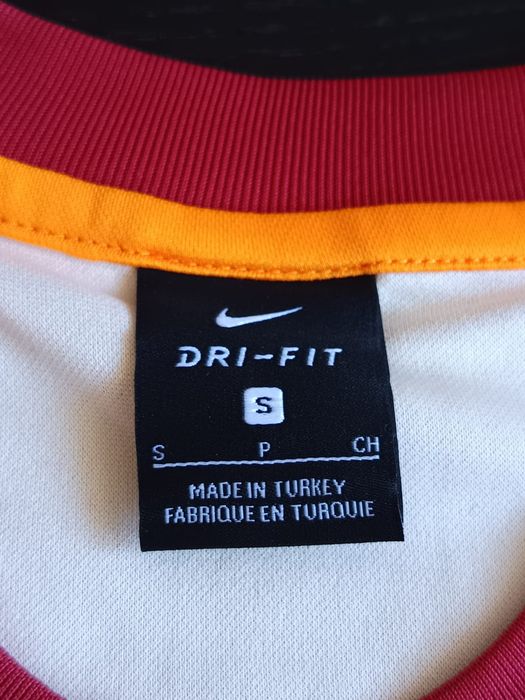 DRI-FIT
S
S P CH
MADE IN TURKEY
FABRIQUE EN TURQUIE